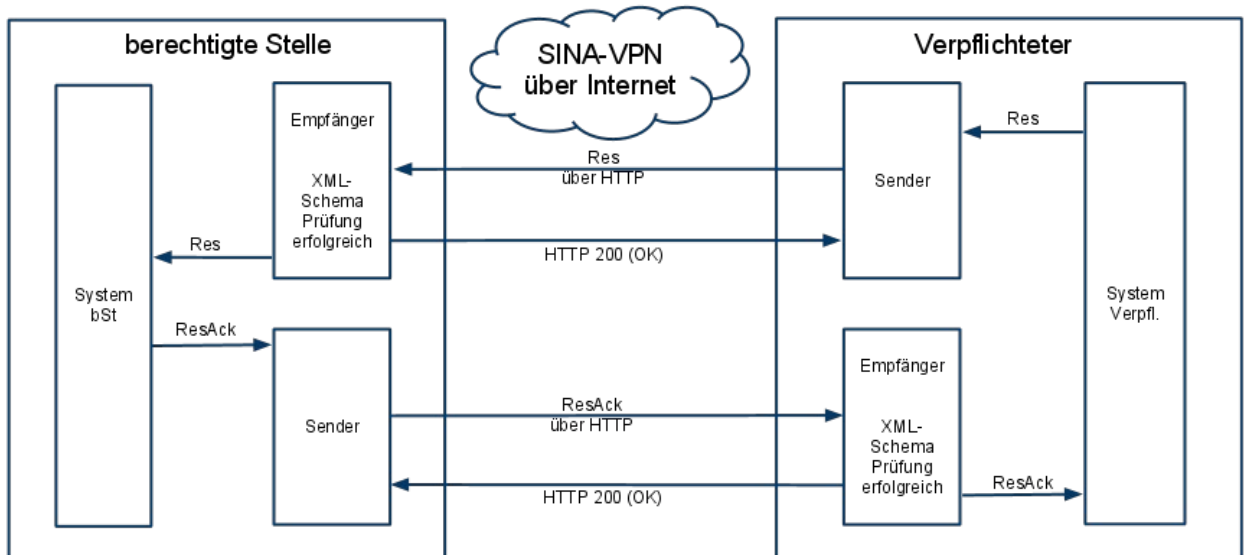 berechtigte Stelle
SINA-VPN
über Internet
Verpflichteter
Empfänger
XML-
Schema
Prüfung
erfolgreich
Res
über HTTP
Sender
Res
HTTP 200 (OK)
Res
System
bSt
System
Verpfl.
ResAck
Sender
ResAck
über HTTP
Empfänger
XML-
Schema
Prüfung
erfolgreich
HTTP 200 (OK)
ResAck